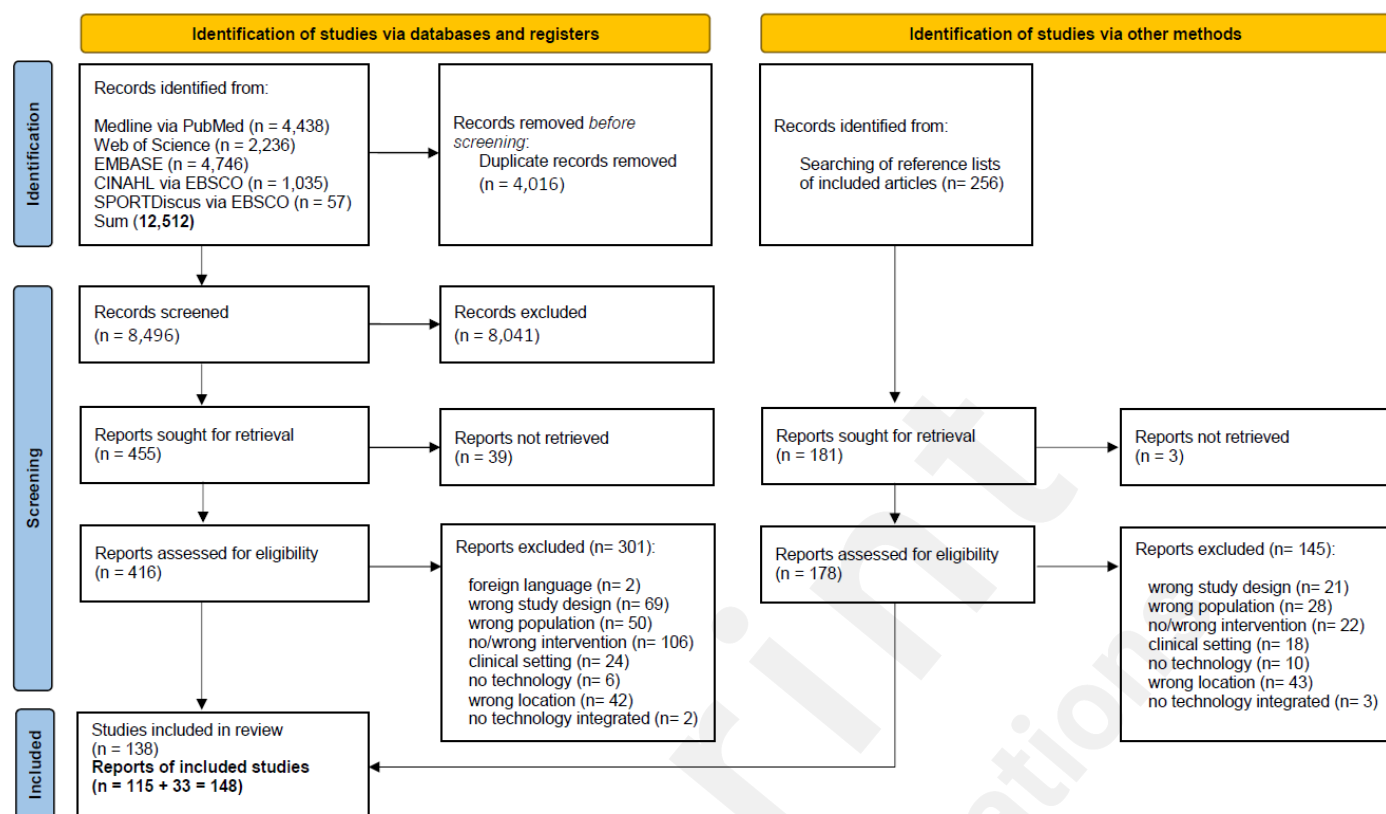 Identification of studies via databases and registers
Identification of studies via other methods
Identification
Records identified from:
Medline via PubMed (n = 4,438)
Web of Science (n = 2,236)
EMBASE (n = 4,746)
CINAHL via EBSCO (n = 1,035)
SPORTDiscus via EBSCO (n = 57)
Sum (12,512)
Records removed before
screening:
Duplicate records removed
(n = 4,016)
Records identified from:
Searching of reference lists
of included articles (n= 256)
Screening
Records screened
(n = 8,496)
Records excluded
(n = 8,041)
Reports sought for retrieval
(n = 455)
Reports not retrieved
(n = 39)
Reports sought for retrieval
(n = 181)
Reports not retrieved
(n = 3)
Reports assessed for eligibility
(n = 416)
Reports excluded (n= 301):
foreign language (n= 2)
wrong study design (n= 69)
wrong population (n= 50)
no/wrong intervention (n= 106)
clinical setting (n= 24)
no technology (n= 6)
wrong location (n= 42)
no technology integrated (n= 2)
Reports assessed for eligibility
(n = 178)
Reports excluded (n= 145):
wrong study design (n= 21)
wrong population (n= 28)
no/wrong intervention (n= 22)
clinical setting (n= 18)
no technology (n= 10)
wrong location (n= 43)
no technology integrated (n= 3)
Included
Studies included in review
(n = 138)
Reports of included studies
(n = 115 + 33 = 148)